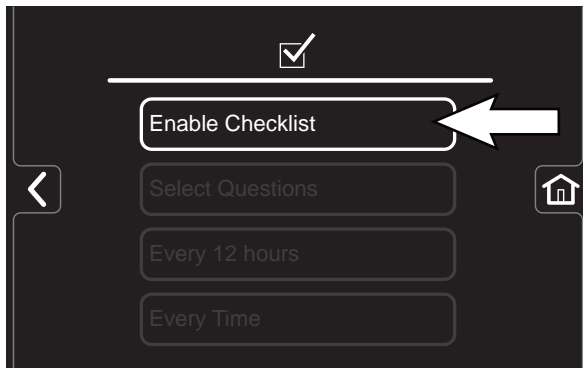 Enable Checklist
Select Questions
Every 12 hours
Every Time